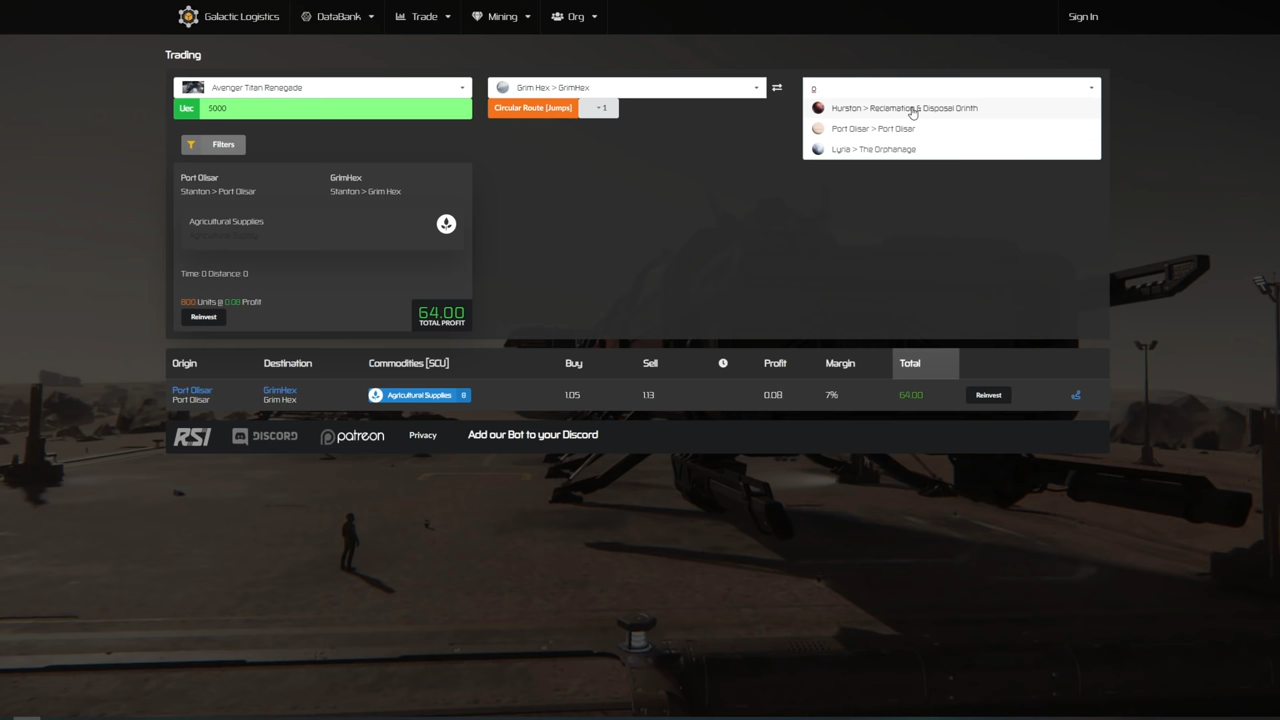 Galactic Logistics
DataBank
Trade
Mining
Org
Sign In
Trading
Avenger Titan Renegade
Grim Hex > GrimHex
Uec 5000
Circular Route [Jumps]
- 1
Hurston > Reclamation & Disposal Orinth
Port Olisar > Port Olisar
Lyria > The Orphanage
Filters
Port Olisar GrimHex
Stanton > Port Olisar Stanton > Grim Hex
Agricultural Supplies
Time: 0 Distance: 0
800 Units @ 0.08 Profit
Reinvest
64.00
TOTAL PROFIT
Origin Destination Commodities [SCU] Buy Sell Profit Margin Total
Port Olisar GrimHex Agricultural Supplies 8 1.05 1.13 0.08 7% 64.00 Reinvest
Port Olisar Grim Hex
RSI DISCORD patreon Privacy Add our Bot to your Discord